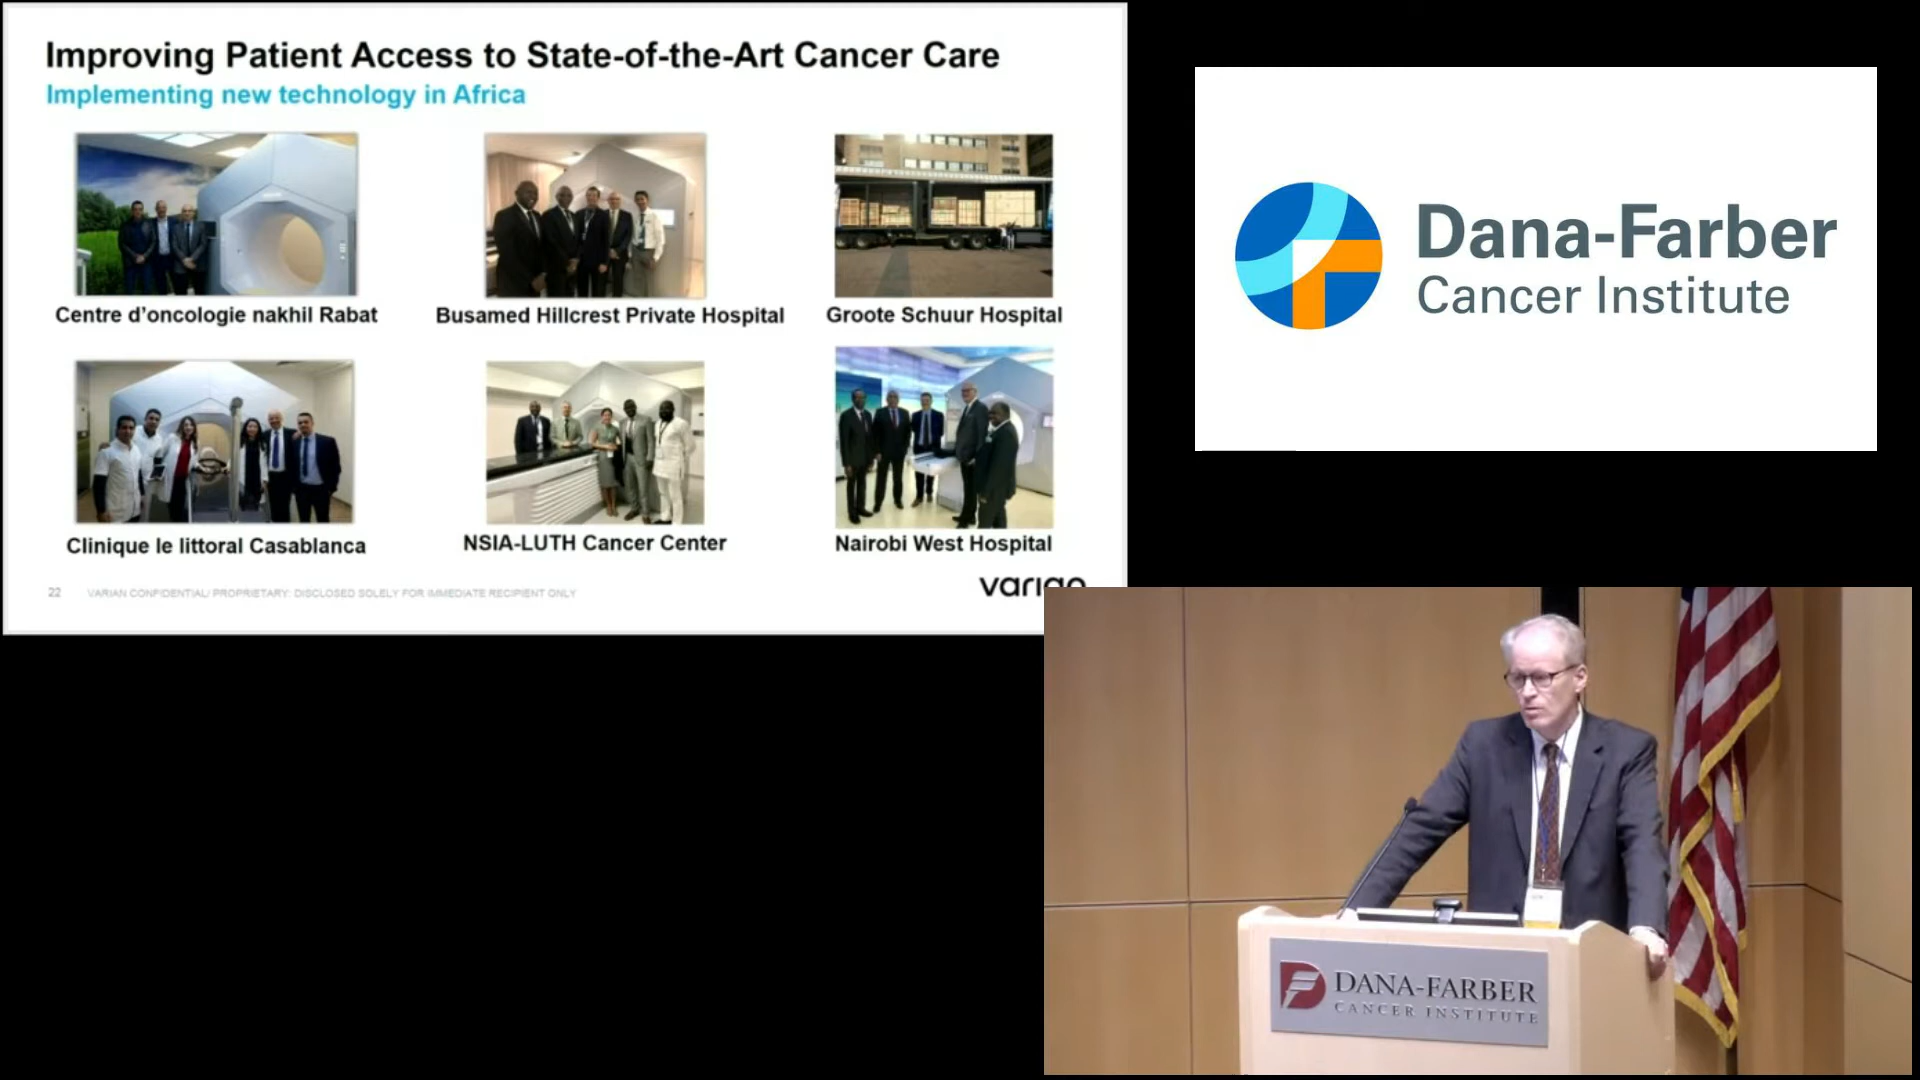 Improving Patient Access to State-of-the-Art Cancer Care
Implementing new technology in Africa
Centre d'oncologie nakhil Rabat
Busamed Hillcrest Private Hospital
Groote Schuur Hospital
Clinique le littoral Casablanca
NSIA-LUTH Cancer Center
Nairobi West Hospital
22
VARIAN CONFIDENTIAL/ PROPRIETARY: DISCLOSED SOLELY FOR IMMEDIATE RECIPIENT ONLY
varian
Dana-Farber
Cancer Institute
DANA-FARBER
CANCER INSTITUTE